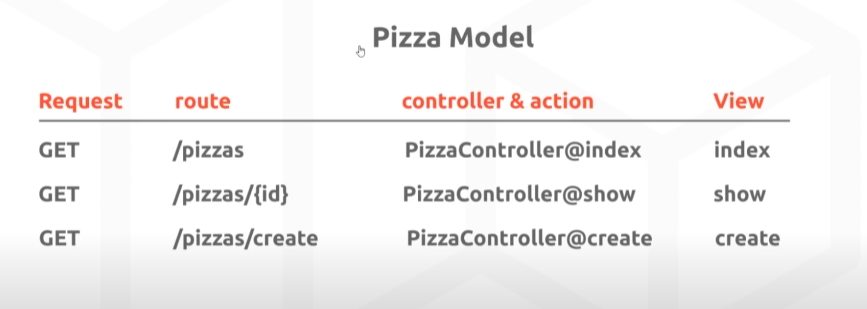 Pizza Model
Request route controller & action View
GET /pizzas PizzaController@index index
GET /pizzas/{id} PizzaController@show show
GET /pizzas/create PizzaController@create create